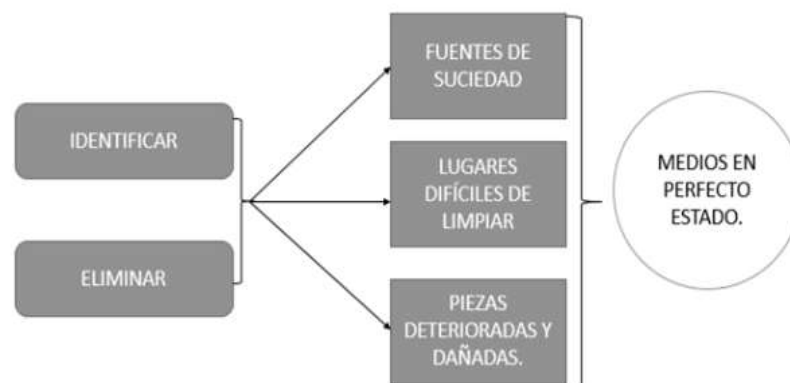 IDENTIFICAR
ELIMINAR
FUENTES DE
SUCIEDAD
LUGARES
DIFÍCILES DE
LIMPIAR
PIEZAS
DETERIORADAS Y
DAÑADAS.
MEDIOS EN
PERFECTO
ESTADO.